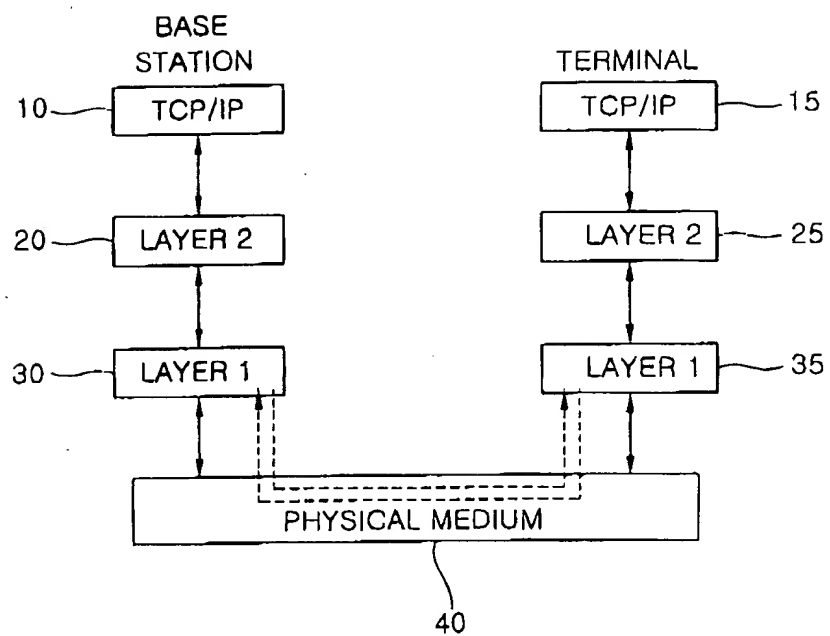 BASE
STATION
TERMINAL
10
TCP/IP
TCP/IP
15
20
LAYER 2
LAYER 2
25
30
LAYER 1
LAYER 1
35
PHYSICAL MEDIUM
40